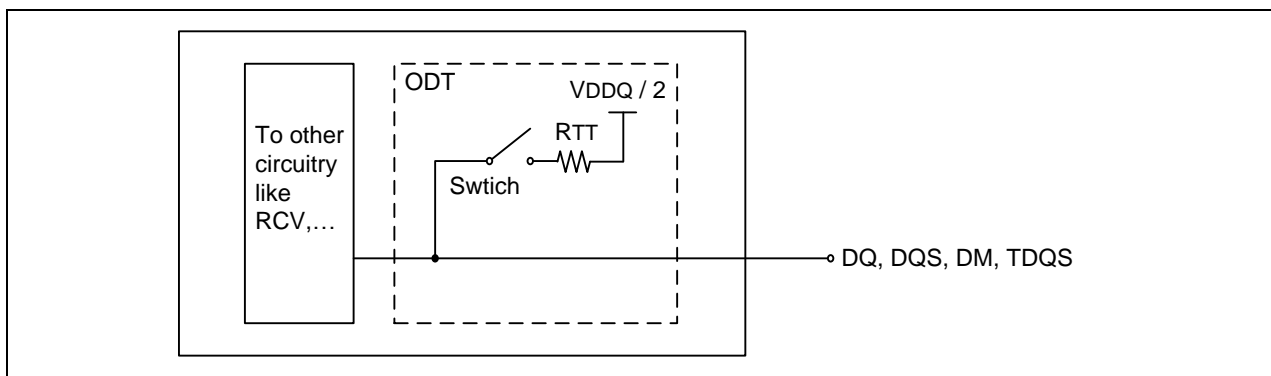 ODT
VDDQ / 2
To other
circuitry
like
RCV,…
RTT
Swtich
DQ, DQS, DM, TDQS